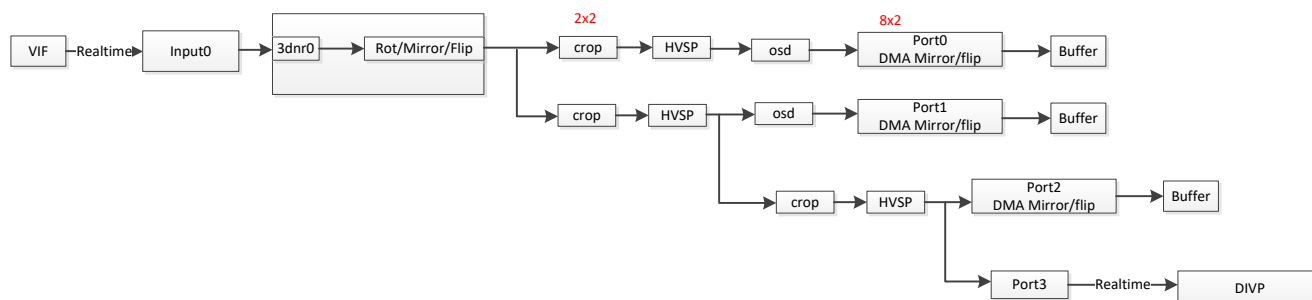 2x2
8x2
VIF
Realtime
Input0
3dnr0
Rot/Mirror/Flip
crop
HVSP
osd
Port0
DMA Mirror/flip
Buffer
crop
HVSP
osd
Port1
DMA Mirror/flip
Buffer
crop
HVSP
Port2
DMA Mirror/flip
Buffer
Port3
Realtime
DIVP